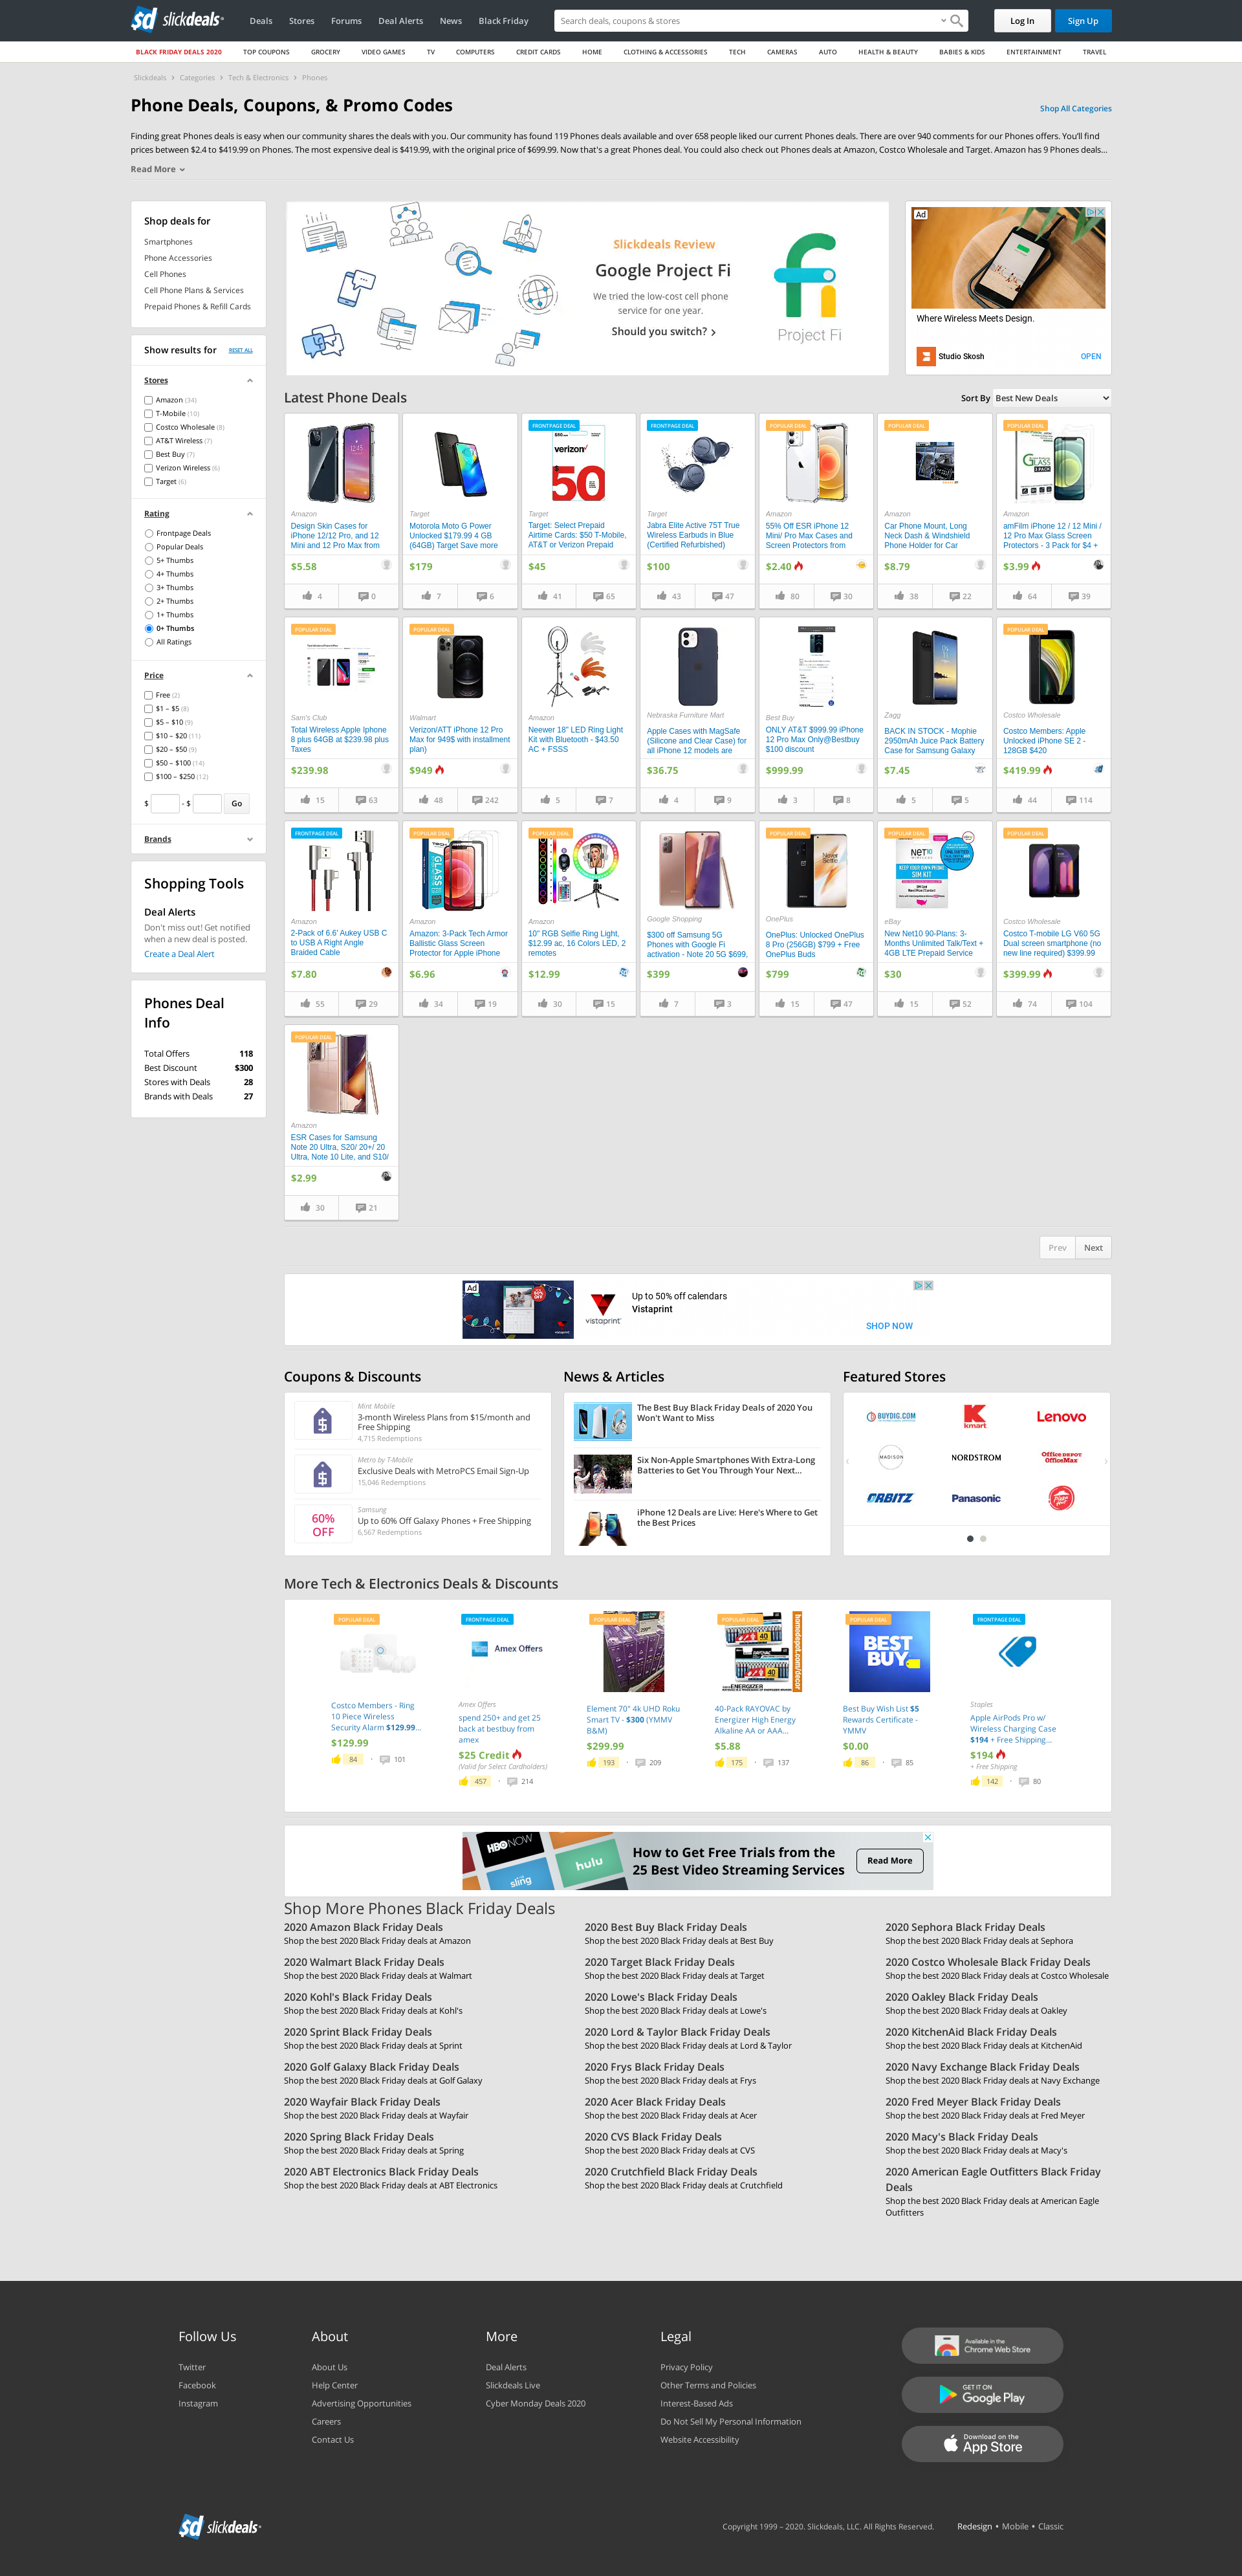 slickdeals
Deals
Stores
Forums
Deal Alerts
News
Black Friday
Search deals, coupons & stores
Log In
Sign Up
BLACK FRIDAY DEALS 2020
TOP COUPONS
GROCERY
VIDEO GAMES
TV
COMPUTERS
CREDIT CARDS
HOME
CLOTHING & ACCESSORIES
TECH
CAMERAS
AUTO
HEALTH & BEAUTY
BABIES & KIDS
ENTERTAINMENT
TRAVEL
Slickdeals > Categories > Tech & Electronics > Phones
Phone Deals, Coupons, & Promo Codes
Shop All Categories
Finding great Phones deals is easy when our community shares the deals with you. Our community has found 119 Phones deals available and over 658 people liked our current Phones deals. There are over 940 comments for our Phones offers. You'll find
prices between $2.4 to $419.99 on Phones. The most expensive deal is $419.99, with the original price of $699.99. Now that's a great Phones deal. You could also check out Phones deals at Amazon, Costco Wholesale and Target. Amazon has 9 Phones deals...
Read More
Shop deals for
Smartphones
Phone Accessories
Cell Phones
Cell Phone Plans & Services
Prepaid Phones & Refill Cards
Show results for
RESET ALL
Stores
Amazon (34)
T-Mobile (10)
Costco Wholesale (8)
AT&T Wireless (7)
Best Buy (7)
Verizon Wireless (6)
Target (6)
Rating
Frontpage Deals
Popular Deals
5+ Thumbs
4+ Thumbs
3+ Thumbs
2+ Thumbs
1+ Thumbs
0+ Thumbs
All Ratings
Price
Free (2)
$1 – $5 (8)
$5 – $10 (9)
$10 – $20 (11)
$20 – $50 (9)
$50 – $100 (14)
$100 – $250 (12)
$ - $ Go
Brands
Shopping Tools
Deal Alerts
Don't miss out! Get notified
when a new deal is posted.
Create a Deal Alert
Phones Deal
Info
Total Offers 118
Best Discount $300
Stores with Deals 28
Brands with Deals 27
Slickdeals Review
Google Project Fi
We tried the low-cost cell phone
service for one year.
Should you switch? >
Project Fi
Ad
Where Wireless Meets Design.
Studio Skosh
OPEN
Latest Phone Deals
Sort By Best New Deals
Amazon
Design Skin Cases for
iPhone 12/12 Pro, and 12
Mini and 12 Pro Max from
$5.58
4
0
Target
Motorola Moto G Power
Unlocked $179.99 4 GB
(64GB) Target Save more
$179
7
6
FRONTPAGE DEAL
verizon
50
Target
Target: Select Prepaid
Airtime Cards: $50 T-Mobile,
AT&T or Verizon Prepaid
$45
41
65
FRONTPAGE DEAL
Target
Jabra Elite Active 75T True
Wireless Earbuds in Blue
(Certified Refurbished)
$100
43
47
POPULAR DEAL
Amazon
55% Off ESR iPhone 12
Mini/ Pro Max Cases and
Screen Protectors from
$2.40
80
30
POPULAR DEAL
Amazon
Car Phone Mount, Long
Neck Dash & Windshield
Phone Holder for Car
$8.79
38
22
POPULAR DEAL
GLASS
3 PACK
Amazon
amFilm iPhone 12 / 12 Mini /
12 Pro Max Glass Screen
Protectors - 3 Pack for $4 +
$3.99
64
39
POPULAR DEAL
Sam's Club
Total Wireless Apple Iphone
8 plus 64GB at $239.98 plus
Taxes
$239.98
15
63
POPULAR DEAL
Walmart
Verizon/ATT iPhone 12 Pro
Max for 949$ with installment
plan)
$949
48
242
Amazon
Neewer 18" LED Ring Light
Kit with Bluetooth - $43.50
AC + FSSS
5
7
Nebraska Furniture Mart
Apple Cases with MagSafe
(Silicone and Clear Case) for
all iPhone 12 models are
$36.75
4
9
Best Buy
ONLY AT&T $999.99 iPhone
12 Pro Max Only@Bestbuy
$100 discount
$999.99
3
8
Zagg
BACK IN STOCK - Mophie
2950mAh Juice Pack Battery
Case for Samsung Galaxy
$7.45
5
5
POPULAR DEAL
Costco Wholesale
Costco Members: Apple
Unlocked iPhone SE 2 -
128GB $420
$419.99
44
114
FRONTPAGE DEAL
Amazon
2-Pack of 6.6' Aukey USB C
to USB A Right Angle
Braided Cable
$7.80
55
29
POPULAR DEAL
GLASS
Amazon
Amazon: 3-Pack Tech Armor
Ballistic Glass Screen
Protector for Apple iPhone
$6.96
34
19
POPULAR DEAL
Amazon
10" RGB Selfie Ring Light,
$12.99 ac, 16 Colors LED, 2
remotes
$12.99
30
15
Google Shopping
$300 off Samsung 5G
Phones with Google Fi
activation - Note 20 5G $699,
$399
7
3
POPULAR DEAL
Never
Settle
OnePlus
OnePlus: Unlocked OnePlus
8 Pro (256GB) $799 + Free
OnePlus Buds
$799
15
47
POPULAR DEAL
NET10
SIM KIT
eBay
New Net10 90-Plans: 3-
Months Unlimited Talk/Text +
4GB LTE Prepaid Service
$30
15
52
POPULAR DEAL
Costco Wholesale
Costco T-mobile LG V60 5G
Dual screen smartphone (no
new line required) $399.99
$399.99
74
104
POPULAR DEAL
Amazon
ESR Cases for Samsung
Note 20 Ultra, S20/ 20+/ 20
Ultra, Note 10 Lite, and S10/
$2.99
30
21
Prev
Next
Ad
vistaprint
Up to 50% off calendars
Vistaprint
SHOP NOW
Coupons & Discounts
Mint Mobile
3-month Wireless Plans from $15/month and
Free Shipping
4,715 Redemptions
Metro by T-Mobile
Exclusive Deals with MetroPCS Email Sign-Up
15,046 Redemptions
60%
OFF
Samsung
Up to 60% Off Galaxy Phones + Free Shipping
6,567 Redemptions
News & Articles
The Best Buy Black Friday Deals of 2020 You
Won't Want to Miss
Six Non-Apple Smartphones With Extra-Long
Batteries to Get You Through Your Next...
iPhone 12 Deals are Live: Here's Where to Get
the Best Prices
Featured Stores
BUYDIG.COM
kmart
Lenovo
MADISON
NORDSTROM
Office DEPOT
OfficeMax
ORBITZ
Panasonic
Pizza Hut
More Tech & Electronics Deals & Discounts
POPULAR DEAL
Costco Members - Ring
10 Piece Wireless
Security Alarm $129.99...
$129.99
84
101
FRONTPAGE DEAL
Amex Offers
Amex Offers
spend 250+ and get 25
back at bestbuy from
amex
$25 Credit
(Valid for Select Cardholders)
457
214
POPULAR DEAL
Element 70" 4k UHD Roku
Smart TV - $300 (YMMV
B&M)
$299.99
193
209
POPULAR DEAL
40
40
ENERGIZER
homedepot.com/decor
40-Pack RAYOVAC by
Energizer High Energy
Alkaline AA or AAA...
$5.88
175
137
POPULAR DEAL
BEST
BUY
Best Buy Wish List $5
Rewards Certificate -
YMMV
$0.00
86
85
FRONTPAGE DEAL
Staples
Apple AirPods Pro w/
Wireless Charging Case
$194 + Free Shipping...
$194
+ Free Shipping
142
80
HBO NOW
sling
hulu
How to Get Free Trials from the
25 Best Video Streaming Services
Read More
Shop More Phones Black Friday Deals
2020 Amazon Black Friday Deals
Shop the best 2020 Black Friday deals at Amazon
2020 Best Buy Black Friday Deals
Shop the best 2020 Black Friday deals at Best Buy
2020 Sephora Black Friday Deals
Shop the best 2020 Black Friday deals at Sephora
2020 Walmart Black Friday Deals
Shop the best 2020 Black Friday deals at Walmart
2020 Target Black Friday Deals
Shop the best 2020 Black Friday deals at Target
2020 Costco Wholesale Black Friday Deals
Shop the best 2020 Black Friday deals at Costco Wholesale
2020 Kohl's Black Friday Deals
Shop the best 2020 Black Friday deals at Kohl's
2020 Lowe's Black Friday Deals
Shop the best 2020 Black Friday deals at Lowe's
2020 Oakley Black Friday Deals
Shop the best 2020 Black Friday deals at Oakley
2020 Sprint Black Friday Deals
Shop the best 2020 Black Friday deals at Sprint
2020 Lord & Taylor Black Friday Deals
Shop the best 2020 Black Friday deals at Lord & Taylor
2020 KitchenAid Black Friday Deals
Shop the best 2020 Black Friday deals at KitchenAid
2020 Golf Galaxy Black Friday Deals
Shop the best 2020 Black Friday deals at Golf Galaxy
2020 Frys Black Friday Deals
Shop the best 2020 Black Friday deals at Frys
2020 Navy Exchange Black Friday Deals
Shop the best 2020 Black Friday deals at Navy Exchange
2020 Wayfair Black Friday Deals
Shop the best 2020 Black Friday deals at Wayfair
2020 Acer Black Friday Deals
Shop the best 2020 Black Friday deals at Acer
2020 Fred Meyer Black Friday Deals
Shop the best 2020 Black Friday deals at Fred Meyer
2020 Spring Black Friday Deals
Shop the best 2020 Black Friday deals at Spring
2020 CVS Black Friday Deals
Shop the best 2020 Black Friday deals at CVS
2020 Macy's Black Friday Deals
Shop the best 2020 Black Friday deals at Macy's
2020 ABT Electronics Black Friday Deals
Shop the best 2020 Black Friday deals at ABT Electronics
2020 Crutchfield Black Friday Deals
Shop the best 2020 Black Friday deals at Crutchfield
2020 American Eagle Outfitters Black Friday
Deals
Shop the best 2020 Black Friday deals at American Eagle
Outfitters
Follow Us
Twitter
Facebook
Instagram
About
About Us
Help Center
Advertising Opportunities
Careers
Contact Us
More
Deal Alerts
Slickdeals Live
Cyber Monday Deals 2020
Legal
Privacy Policy
Other Terms and Policies
Interest-Based Ads
Do Not Sell My Personal Information
Website Accessibility
Available in the
Chrome Web Store
GET IT ON
Google Play
Download on the
App Store
slickdeals
Copyright 1999 – 2020. Slickdeals, LLC. All Rights Reserved.
Redesign • Mobile • Classic